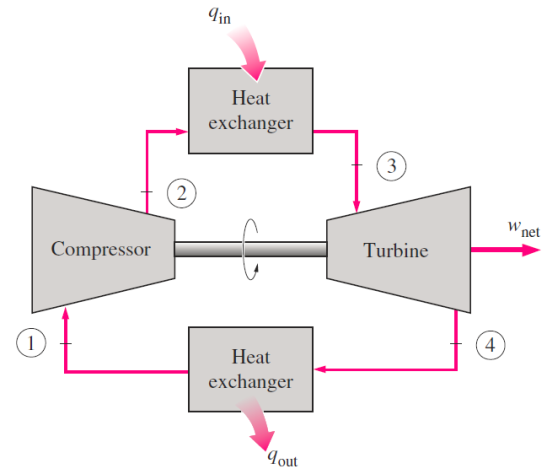 q_in
Heat
exchanger
2
3
Compressor
Turbine
w_net
1
4
Heat
exchanger
q_out